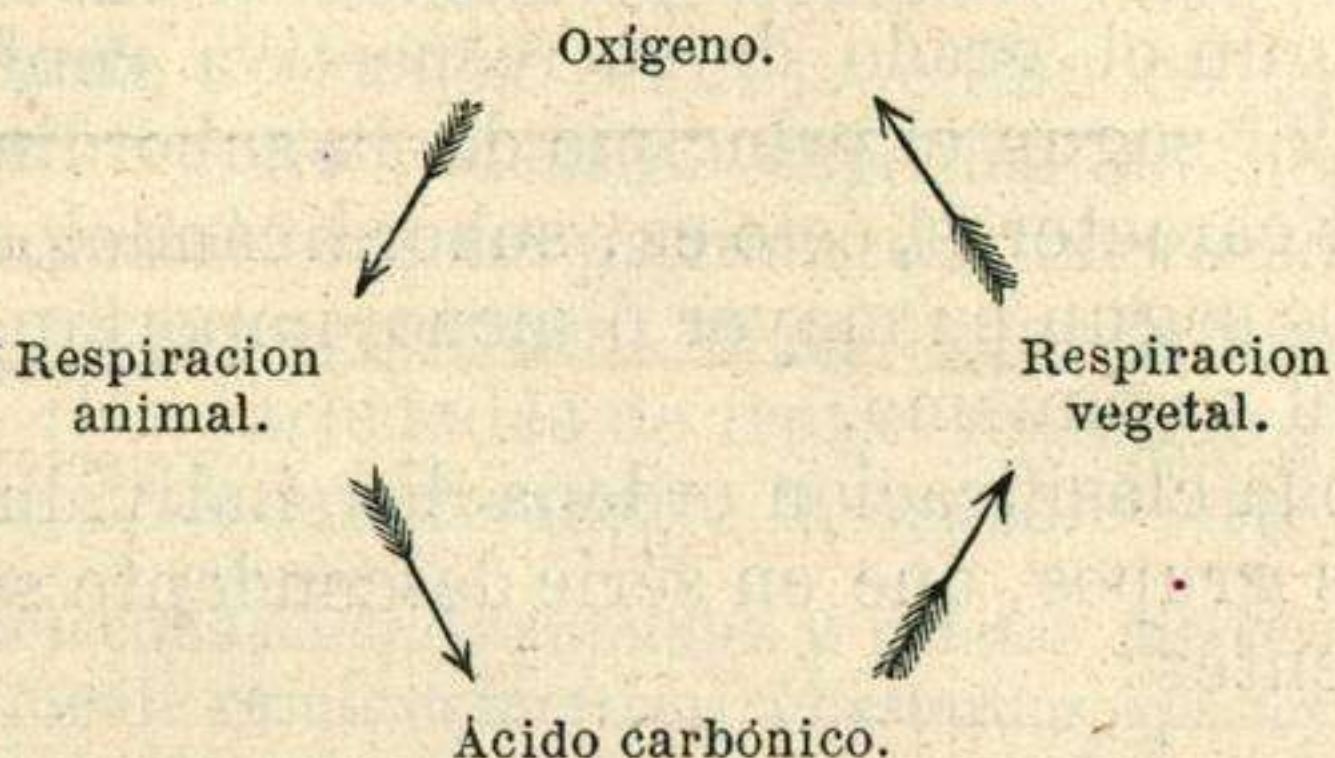 Oxígeno.
Respiracion
animal.
Respiracion
vegetal.
Ácido carbónico.